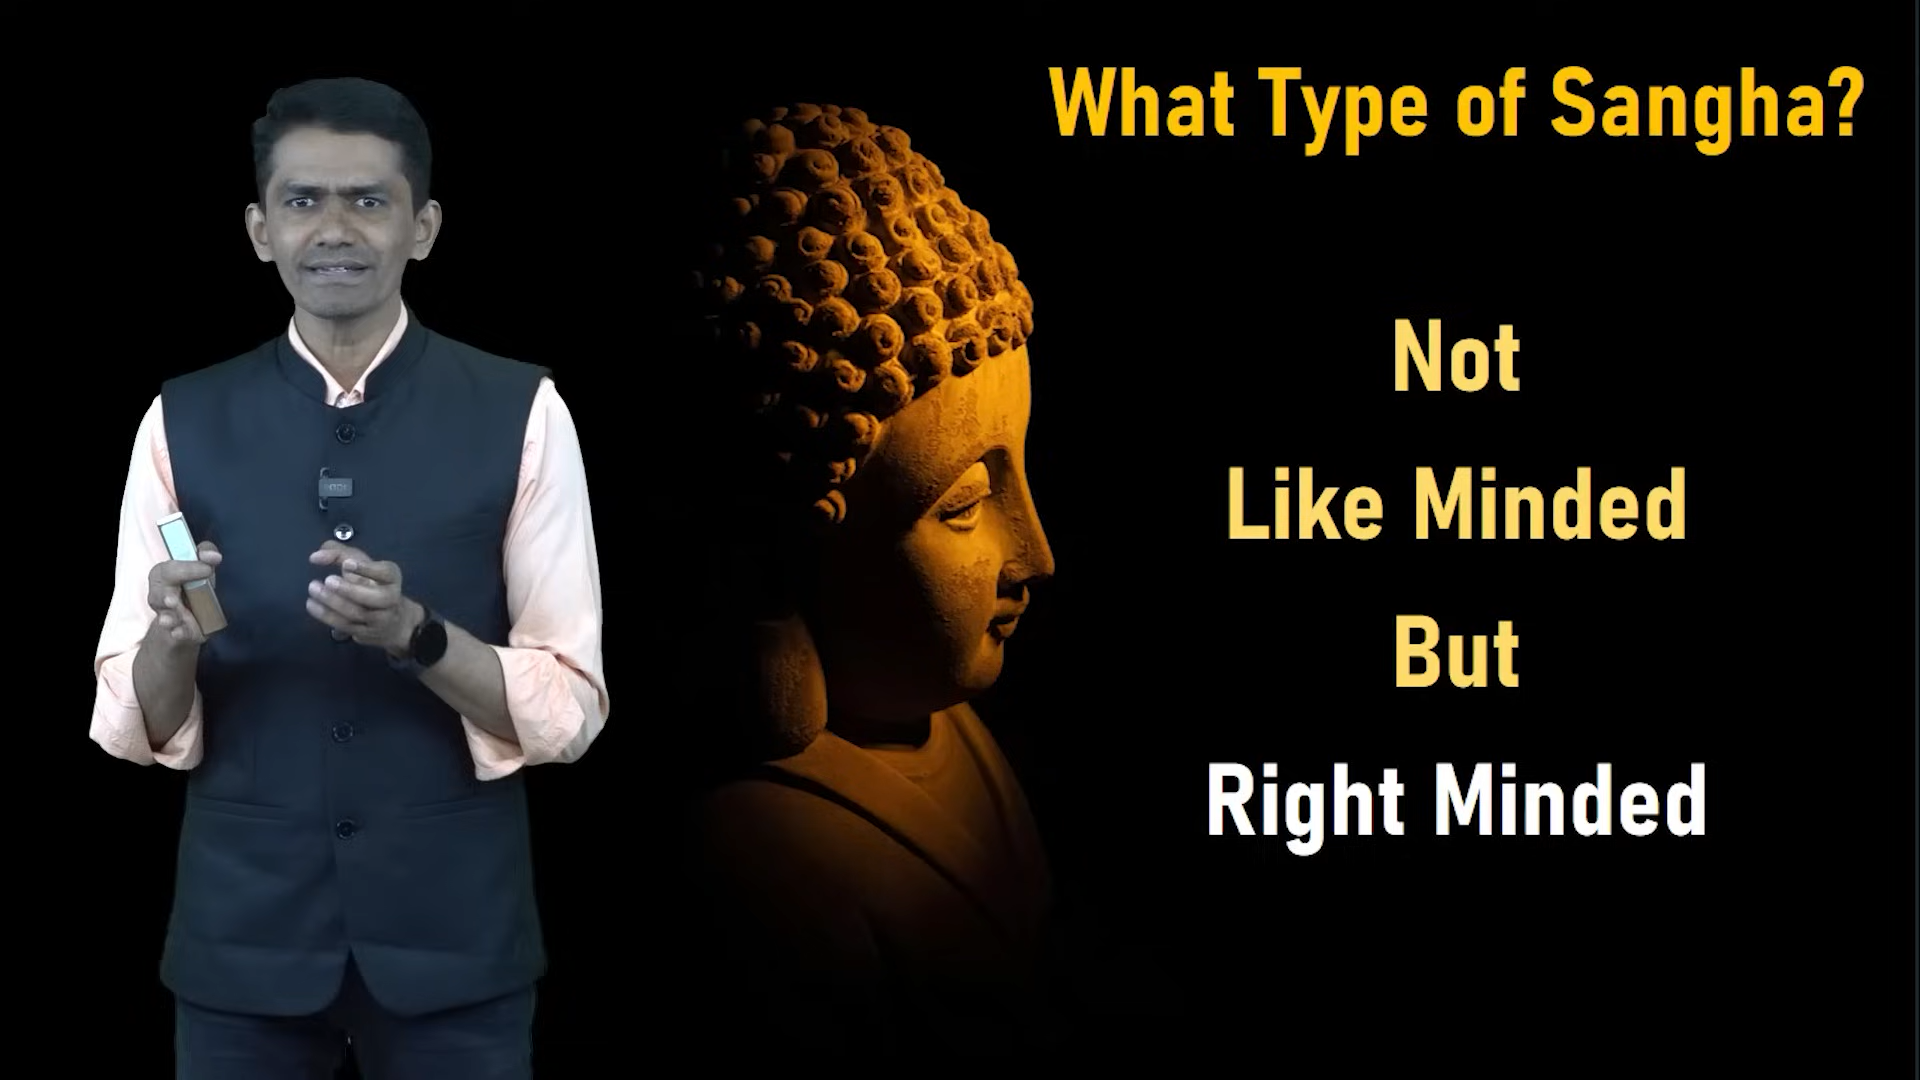 What Type of Sangha?
Not
Like Minded
But
Right Minded